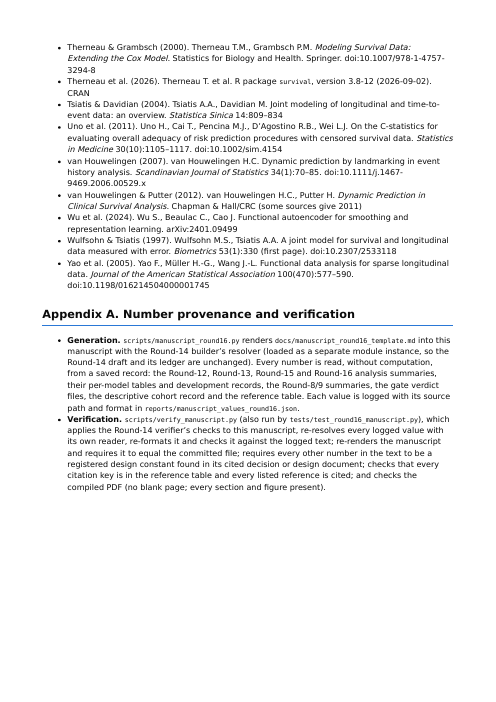 • Therneau & Grambsch (2000). Therneau T.M., Grambsch P.M. Modeling Survival Data:
Extending the Cox Model. Statistics for Biology and Health. Springer. doi:10.1007/978-1-4757-
3294-8
• Therneau et al. (2026). Therneau T. et al. R package survival, version 3.8-12 (2026-09-02).
CRAN
• Tsiatis & Davidian (2004). Tsiatis A.A., Davidian M. Joint modeling of longitudinal and time-to-
event data: an overview. Statistica Sinica 14:809–834
• Uno et al. (2011). Uno H., Cai T., Pencina M.J., D’Agostino R.B., Wei L.J. On the C-statistics for
evaluating overall adequacy of risk prediction procedures with censored survival data. Statistics
in Medicine 30(10):1105–1117. doi:10.1002/sim.4154
• van Houwelingen (2007). van Houwelingen H.C. Dynamic prediction by landmarking in event
history analysis. Scandinavian Journal of Statistics 34(1):70–85. doi:10.1111/j.1467-
9469.2006.00529.x
• van Houwelingen & Putter (2012). van Houwelingen H.C., Putter H. Dynamic Prediction in
Clinical Survival Analysis. Chapman & Hall/CRC (some sources give 2011)
• Wu et al. (2024). Wu S., Beaulac C., Cao J. Functional autoencoder for smoothing and
representation learning. arXiv:2401.09499
• Wulfsohn & Tsiatis (1997). Wulfsohn M.S., Tsiatis A.A. A joint model for survival and longitudinal
data measured with error. Biometrics 53(1):330 (first page). doi:10.2307/2533118
• Yao et al. (2005). Yao F., Müller H.-G., Wang J.-L. Functional data analysis for sparse longitudinal
data. Journal of the American Statistical Association 100(470):577–590.
doi:10.1198/016214504000001745
Appendix A. Number provenance and verification
• Generation. scripts/manuscript_round16.py renders docs/manuscript_round16_template.md into this
manuscript with the Round-14 builder’s resolver (loaded as a separate module instance, so the
Round-14 draft and its ledger are unchanged). Every number is read, without computation,
from a saved record: the Round-12, Round-13, Round-15 and Round-16 analysis summaries,
their per-model tables and development records, the Round-8/9 summaries, the gate verdict
files, the descriptive cohort record and the reference table. Each value is logged with its source
path and format in reports/manuscript_values_round16.json.
• Verification. scripts/verify_manuscript.py (also run by tests/test_round16_manuscript.py), which
applies the Round-14 verifier’s checks to this manuscript, re-resolves every logged value with
its own reader, re-formats it and checks it against the logged text; re-renders the manuscript
and requires it to equal the committed file; requires every other number in the text to be a
registered design constant found in its cited decision or design document; checks that every
citation key is in the reference table and every listed reference is cited; and checks the
compiled PDF (no blank page; every section and figure present).